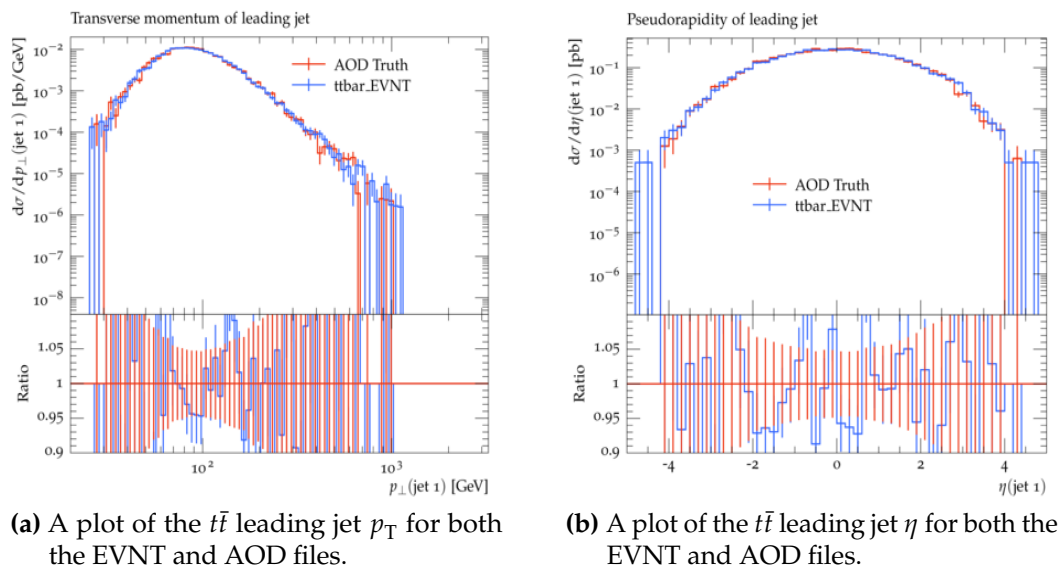 Transverse momentum of leading jet
dσ/dp⊥(jet 1) [pb/GeV]
10⁻²
10⁻³
10⁻⁴
10⁻⁵
10⁻⁶
10⁻⁷
10⁻⁸
AOD Truth
ttbar_EVNT
Ratio
1.05
1
0.95
0.9
10²
10³
p⊥(jet 1) [GeV]
(a) A plot of the tt̄ leading jet pT for both
the EVNT and AOD files.
Pseudorapidity of leading jet
dσ/dη(jet 1) [pb]
10⁻¹
10⁻²
10⁻³
10⁻⁴
10⁻⁵
10⁻⁶
AOD Truth
ttbar_EVNT
Ratio
1.05
1
0.95
0.9
-4
-2
0
2
4
η(jet 1)
(b) A plot of the tt̄ leading jet η for both the
EVNT and AOD files.